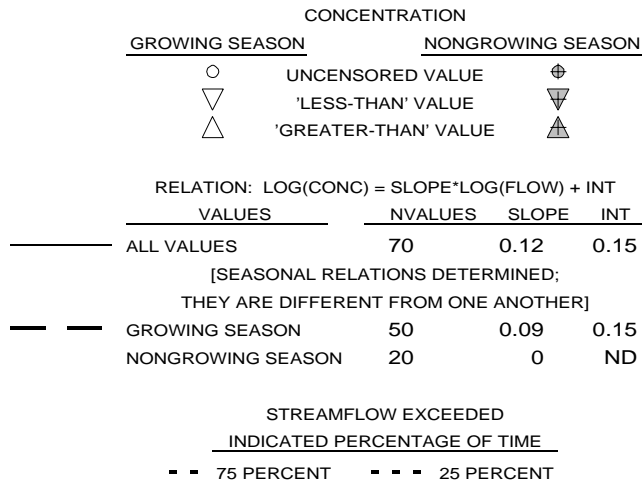 CONCENTRATION
GROWING SEASON NONGROWING SEASON
UNCENSORED VALUE
'LESS-THAN' VALUE
'GREATER-THAN' VALUE
RELATION: LOG(CONC) = SLOPE*LOG(FLOW) + INT
VALUES NVALUES SLOPE INT
ALL VALUES 70 0.12 0.15
[SEASONAL RELATIONS DETERMINED;
THEY ARE DIFFERENT FROM ONE ANOTHER]
GROWING SEASON 50 0.09 0.15
NONGROWING SEASON 20 0 ND
STREAMFLOW EXCEEDED
INDICATED PERCENTAGE OF TIME
75 PERCENT 25 PERCENT